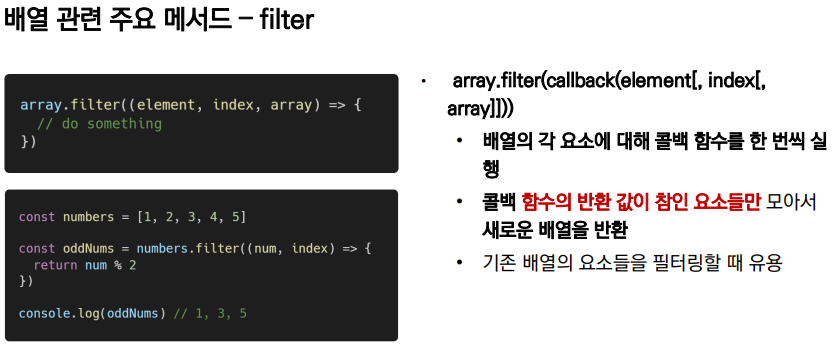 배열 관련 주요 메서드 – filter
array.filter((element, index, array) => {
  // do something
})
const numbers = [1, 2, 3, 4, 5]
const oddNums = numbers.filter((num, index) => {
  return num % 2
})
console.log(oddNums) // 1, 3, 5
• array.filter(callback(element[, index[,
array]]))
• 배열의 각 요소에 대해 콜백 함수를 한 번씩 실
행
• 콜백 함수의 반환 값이 참인 요소들만 모아서
새로운 배열을 반환
• 기존 배열의 요소들을 필터링할 때 유용